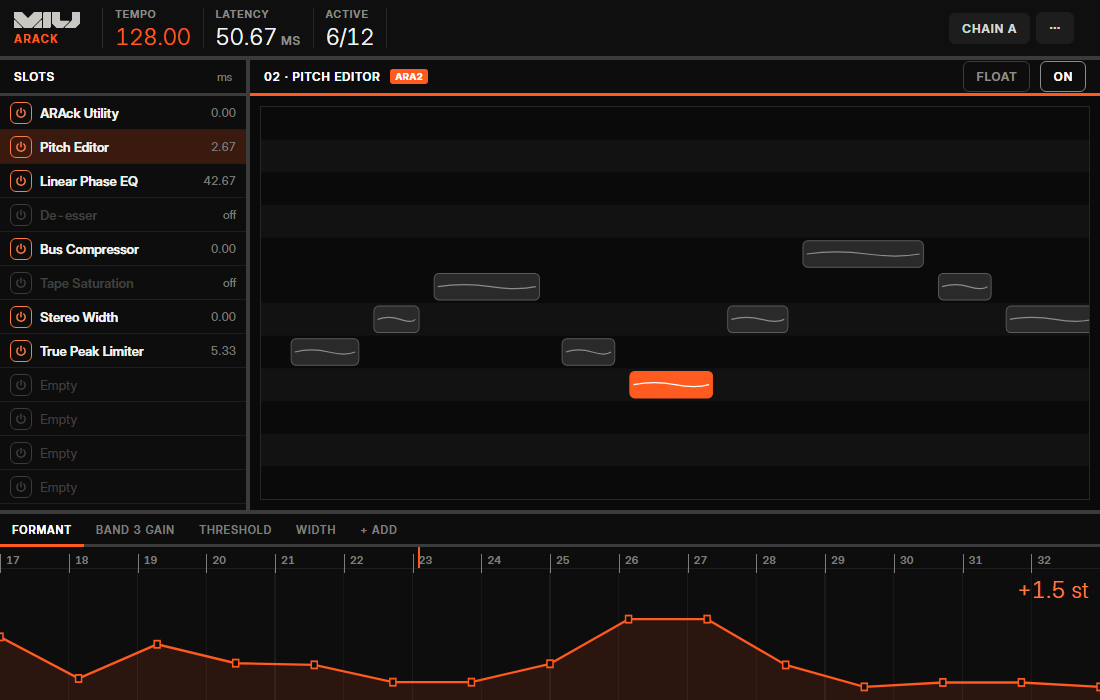 MIIJ
ARACK
TEMPO
128.00
LATENCY
50.67 MS
ACTIVE
6/12
CHAIN A
...
SLOTS ms
02 · PITCH EDITOR ARA2
FLOAT
ON
ARAck Utility 0.00
Pitch Editor 2.67
Linear Phase EQ 42.67
De-esser off
Bus Compressor 0.00
Tape Saturation off
Stereo Width 0.00
True Peak Limiter 5.33
Empty
Empty
Empty
Empty
FORMANT BAND 3 GAIN THRESHOLD WIDTH + ADD
17 18 19 20 21 22 23 24 25 26 27 28 29 30 31 32
+1.5 st